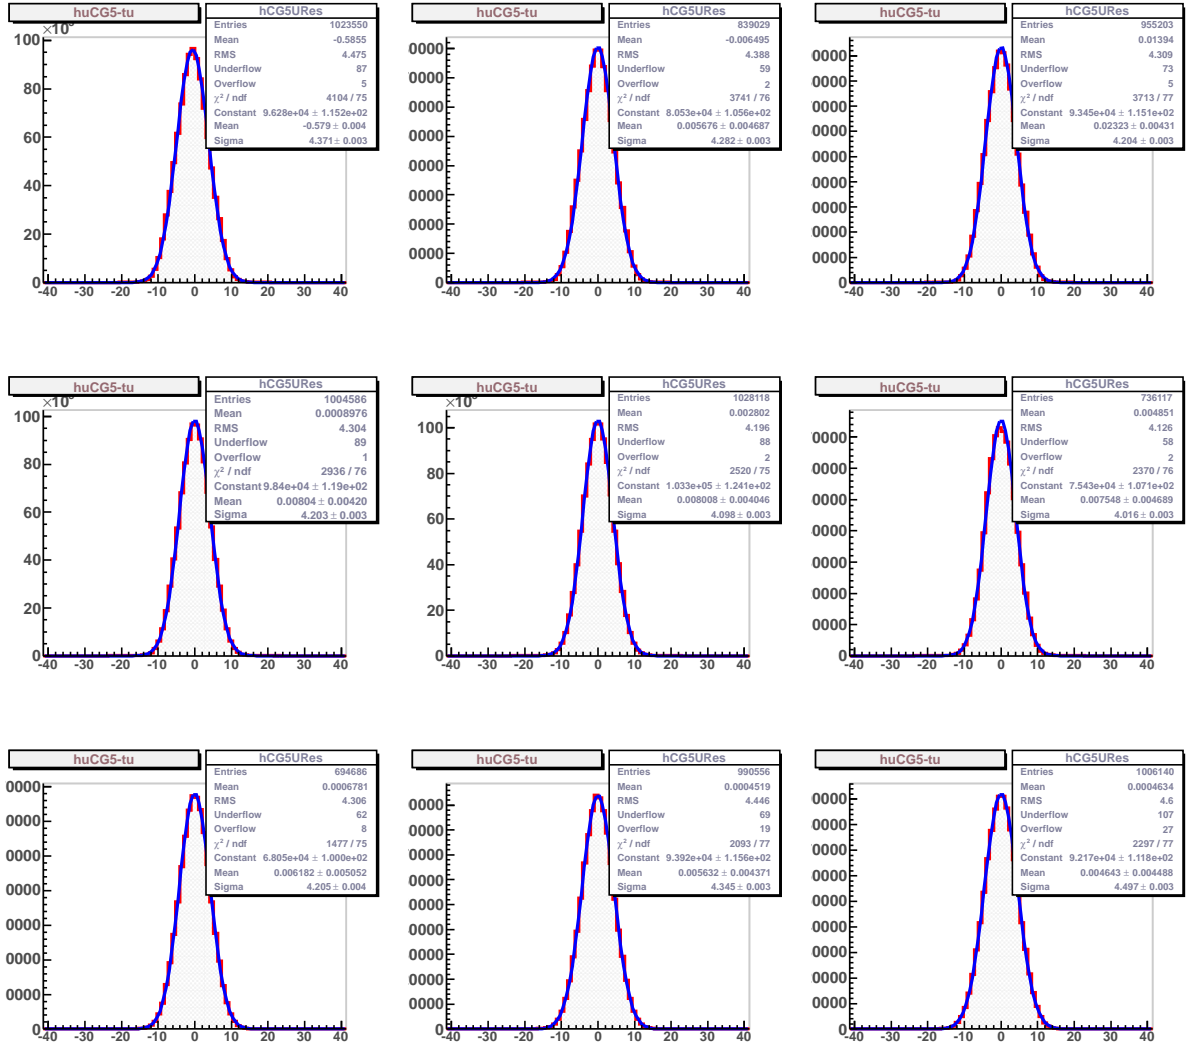 huCG5-tu
hCG5URes
Entries 1023550
Mean -0.5855
RMS 4.475
Underflow 87
Overflow 5
χ² / ndf 4104 / 75
Constant 9.628e+04 ± 1.152e+02
Mean -0.579 ± 0.004
Sigma 4.371 ± 0.003
100
80
60
40
20
0
-40 -30 -20 -10 0 10 20 30 40
huCG5-tu
hCG5URes
Entries 839029
Mean -0.006495
RMS 4.388
Underflow 59
Overflow 2
χ² / ndf 3741 / 76
Constant 8.053e+04 ± 1.056e+02
Mean 0.005676 ± 0.004687
Sigma 4.282 ± 0.003
0
-40 -30 -20 -10 0 10 20 30 40
huCG5-tu
hCG5URes
Entries 955203
Mean 0.01394
RMS 4.309
Underflow 73
Overflow 5
χ² / ndf 3713 / 77
Constant 9.345e+04 ± 1.151e+02
Mean 0.02323 ± 0.00431
Sigma 4.204 ± 0.003
0
-40 -30 -20 -10 0 10 20 30 40
huCG5-tu
hCG5URes
Entries 1004586
Mean 0.0008976
RMS 4.304
Underflow 89
Overflow 1
χ² / ndf 2936 / 76
Constant 9.84e+04 ± 1.19e+02
Mean 0.00804 ± 0.00420
Sigma 4.203 ± 0.003
100
80
60
40
20
0
-40 -30 -20 -10 0 10 20 30 40
huCG5-tu
hCG5URes
Entries 1028118
Mean 0.002802
RMS 4.196
Underflow 88
Overflow 2
χ² / ndf 2520 / 75
Constant 1.033e+05 ± 1.241e+02
Mean 0.008008 ± 0.004046
Sigma 4.098 ± 0.003
100
80
60
40
20
0
-40 -30 -20 -10 0 10 20 30 40
huCG5-tu
hCG5URes
Entries 736117
Mean 0.004851
RMS 4.126
Underflow 58
Overflow 2
χ² / ndf 2370 / 76
Constant 7.543e+04 ± 1.071e+02
Mean 0.007548 ± 0.004689
Sigma 4.016 ± 0.003
0
-40 -30 -20 -10 0 10 20 30 40
huCG5-tu
hCG5URes
Entries 694686
Mean 0.0006781
RMS 4.306
Underflow 62
Overflow 8
χ² / ndf 1477 / 75
Constant 6.805e+04 ± 1.000e+02
Mean 0.006182 ± 0.005052
Sigma 4.205 ± 0.004
0
-40 -30 -20 -10 0 10 20 30 40
huCG5-tu
hCG5URes
Entries 990556
Mean 0.0004519
RMS 4.446
Underflow 69
Overflow 19
χ² / ndf 2093 / 77
Constant 9.392e+04 ± 1.156e+02
Mean 0.005632 ± 0.004371
Sigma 4.345 ± 0.003
0
-40 -30 -20 -10 0 10 20 30 40
huCG5-tu
hCG5URes
Entries 1006140
Mean 0.0004634
RMS 4.6
Underflow 107
Overflow 27
χ² / ndf 2297 / 77
Constant 9.217e+04 ± 1.118e+02
Mean 0.004643 ± 0.004488
Sigma 4.497 ± 0.003
0
-40 -30 -20 -10 0 10 20 30 40